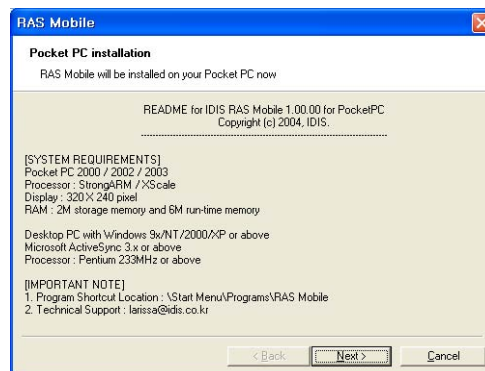 RAS Mobile
Pocket PC installation
RAS Mobile will be installed on your Pocket PC now
README for IDIS RAS Mobile 1.00.00 for PocketPC
Copyright (c) 2004, IDIS.
[SYSTEM REQUIREMENTS]
Pocket PC 2000 / 2002 / 2003
Processor : StrongARM / XScale
Display : 320 X 240 pixel
RAM : 2M storage memory and 6M run-time memory
Desktop PC with Windows 9x/NT/2000/XP or above
Microsoft ActiveSync 3.x or above
Processor : Pentium 233MHz or above
[IMPORTANT NOTE]
1. Program Shortcut Location : \Start Menu\Programs\RAS Mobile
2. Technical Support : larissa@idis.co.kr
< Back Next > Cancel